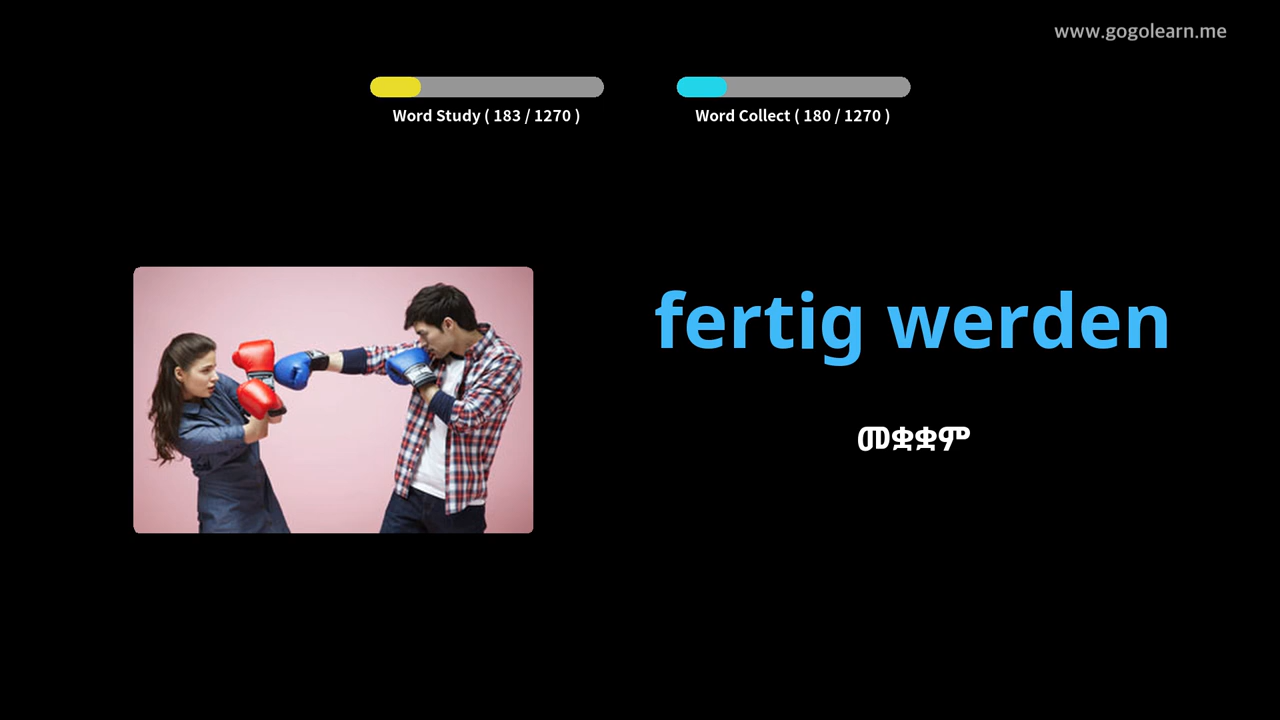 www.gogolearn.me
Word Study ( 183 / 1270 )
Word Collect ( 180 / 1270 )
fertig werden
መቋቋም